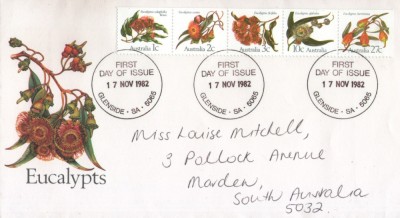 Australia 1c
Australia 2c
Australia 3c
Australia 10c
Australia 27c
FIRST DAY OF ISSUE
17 NOV 1982
GLENSIDE - SA - 5065
FIRST DAY OF ISSUE
17 NOV 1982
GLENSIDE - SA - 5065
FIRST DAY OF ISSUE
17 NOV 1982
GLENSIDE - SA - 5065
Miss Louise Mitchell,
3 Pollock Avenue
Marden,
South Australia
5032.
Eucalypts